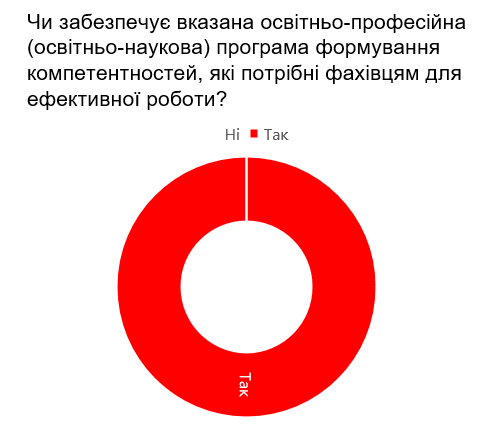 Чи забезпечує вказана освітньо-професійна
(освітньо-наукова) програма формування
компетентностей, які потрібні фахівцям для
ефективної роботи?
Ні Так
Так